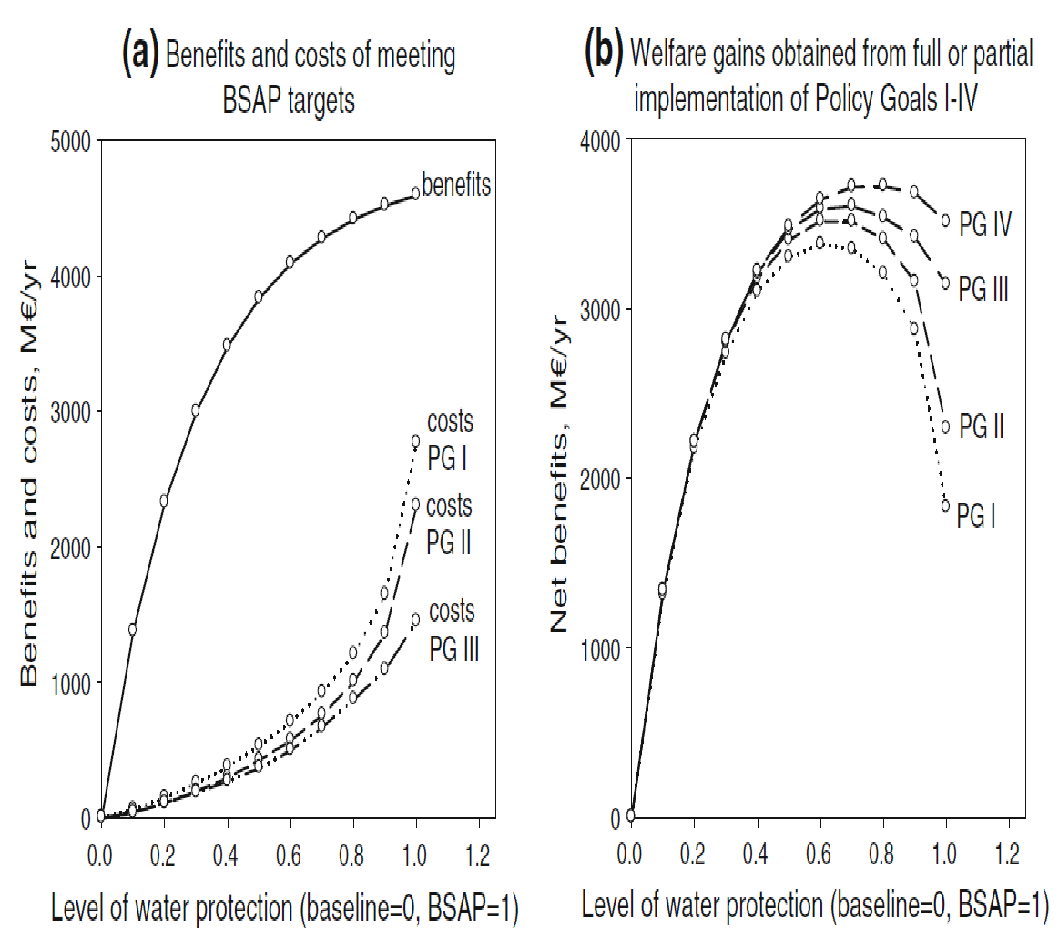 (a) Benefits and costs of meeting
BSAP targets
5000
4000
3000
2000
1000
0
Benefits and costs, M€/yr
benefits
costs
PG I
costs
PG II
costs
PG III
0.0 0.2 0.4 0.6 0.8 1.0 1.2
Level of water protection (baseline=0, BSAP=1)
(b) Welfare gains obtained from full or partial
implementation of Policy Goals I-IV
4000
3000
2000
1000
0
Net benefits, M€/yr
PG IV
PG III
PG II
PG I
0.0 0.2 0.4 0.6 0.8 1.0 1.2
Level of water protection (baseline=0, BSAP=1)